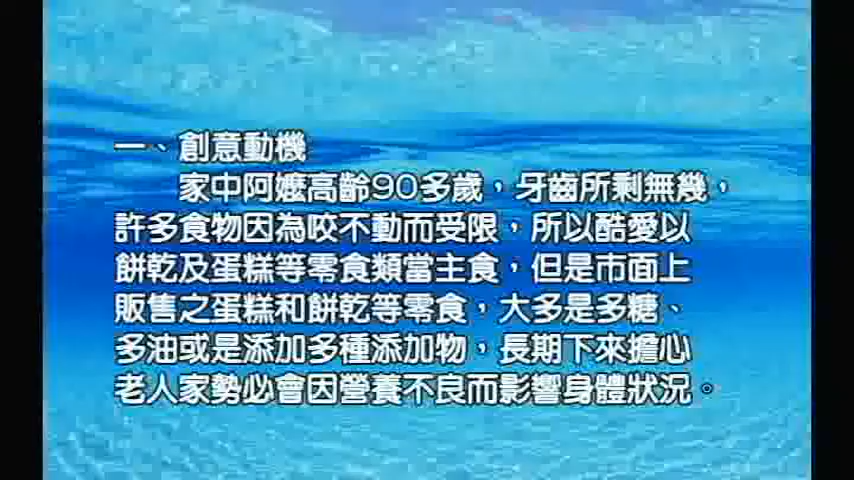 一、創意動機
家中阿嬤高齡90多歲，牙齒所剩無幾，
許多食物因為咬不動而受限，所以酷愛以
餅乾及蛋糕等零食類當主食，但是市面上
販售之蛋糕和餅乾等零食，大多是多糖、
多油或是添加多種添加物，長期下來擔心
老人家勢必會因營養不良而影響身體狀況。